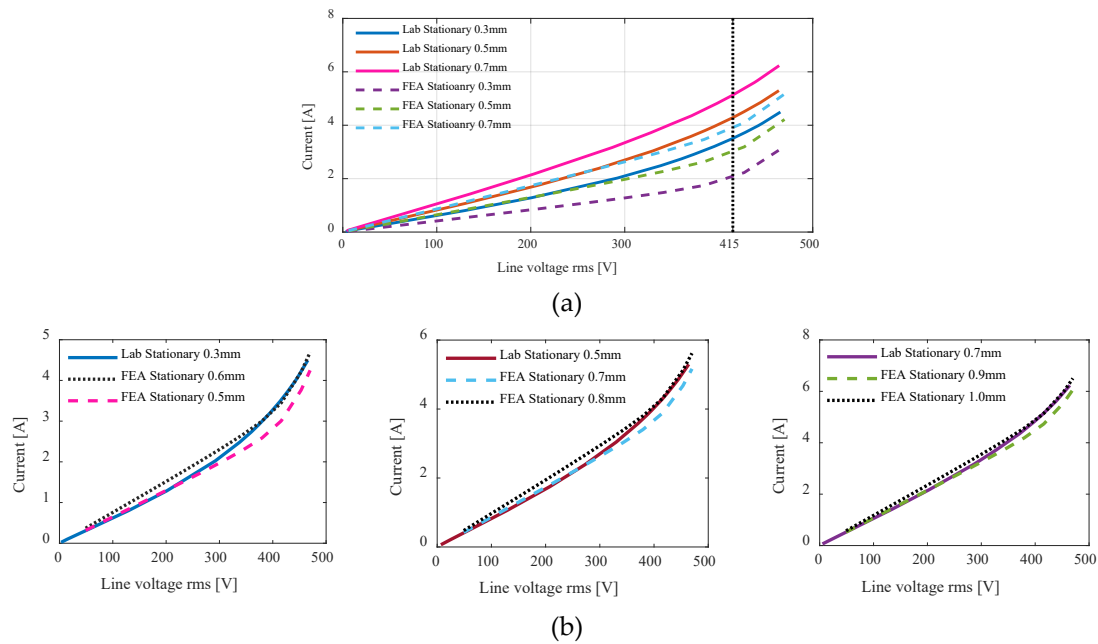 8
6
4
2
0
Current [A]
Lab Stationary 0.3mm
Lab Stationary 0.5mm
Lab Stationary 0.7mm
FEA Statioanry 0.3mm
FEA Stationary 0.5mm
FEA Statioanry 0.7mm
100
200
300
415
500
Line voltage rms [V]
(a)
5
4
3
2
1
0
Current [A]
Lab Stationary 0.3mm
FEA Stationary 0.6mm
FEA Stationary 0.5mm
0 100 200 300 400 500
Line voltage rms [V]
6
4
2
0
Current [A]
Lab Stationary 0.5mm
FEA Stationary 0.7mm
FEA Stationary 0.8mm
0 100 200 300 400 500
Line voltage rms [V]
8
6
4
2
0
Current [A]
Lab Stationary 0.7mm
FEA Stationary 0.9mm
FEA Stationary 1.0mm
0 100 200 300 400 500
Line voltage rms [V]
(b)